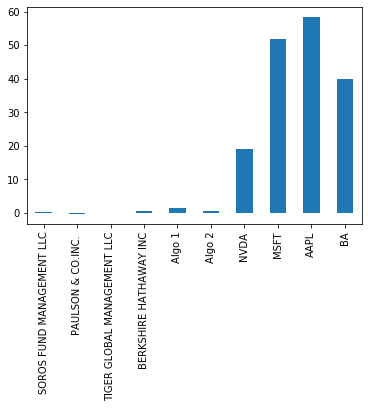 60
50
40
30
20
10
0
SOROS FUND MANAGEMENT LLC
PAULSON & CO.INC.
TIGER GLOBAL MANAGEMENT LLC
BERKSHIRE HATHAWAY INC
Algo 1
Algo 2
NVDA
MSFT
AAPL
BA